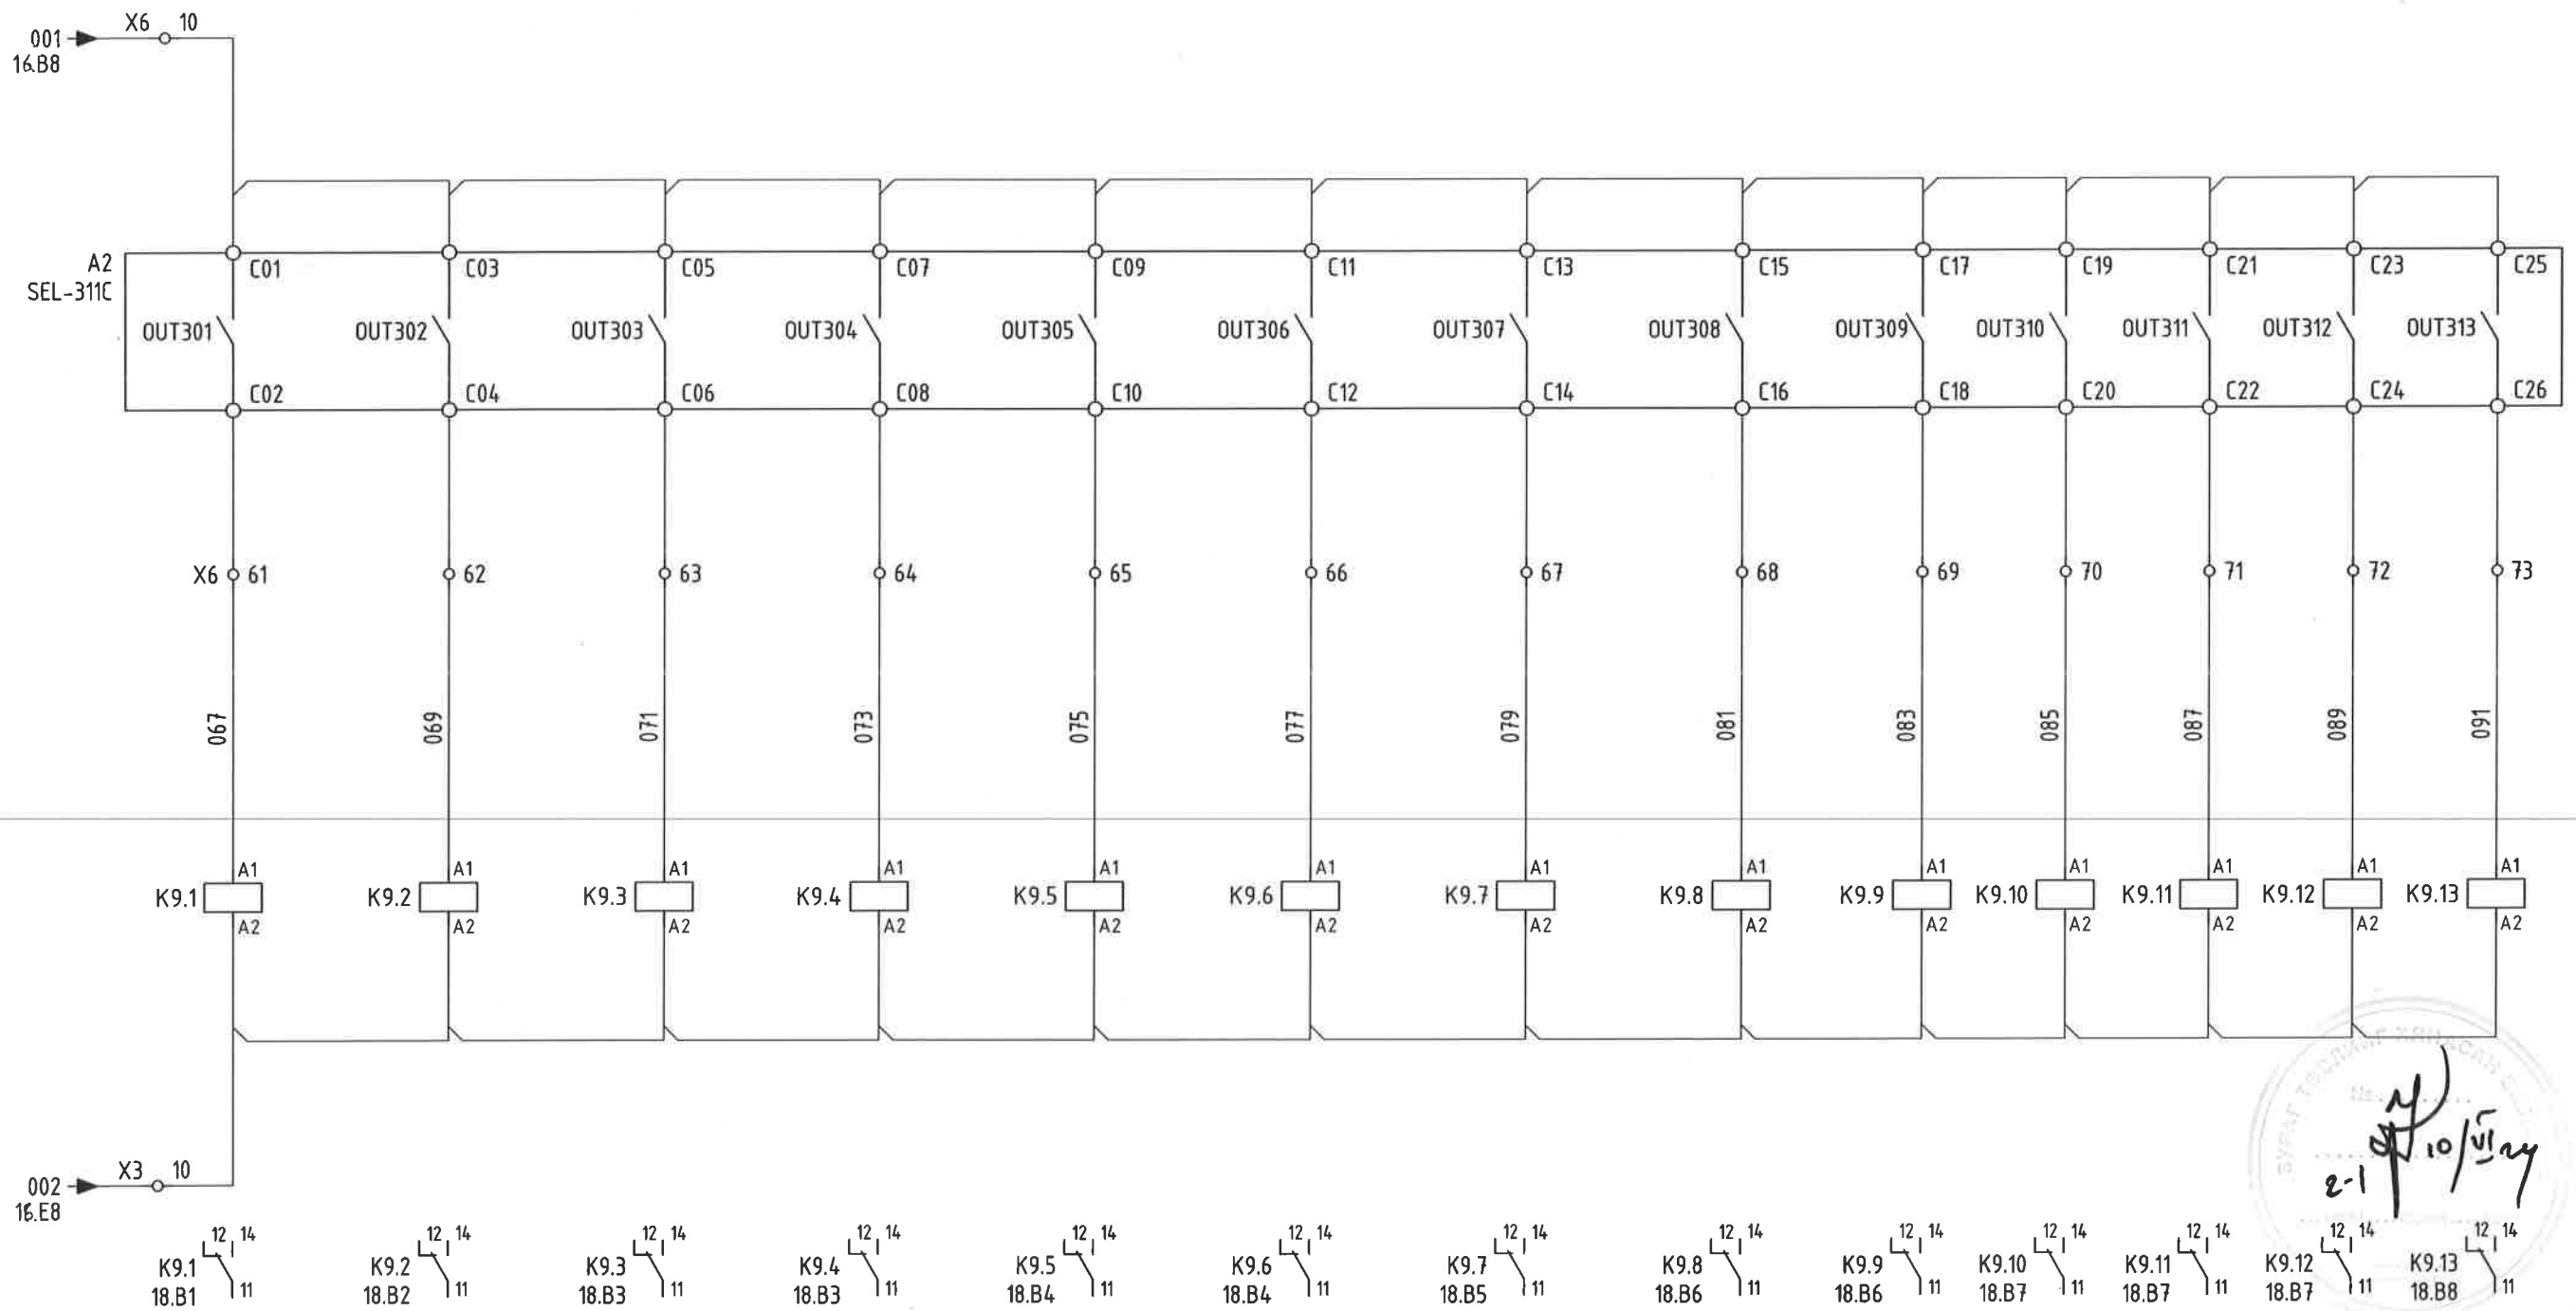 X6 10
001
16.B8
A2
SEL-311C
C01 C03 C05 C07 C09 C11 C13 C15 C17 C19 C21 C23 C25
OUT301 OUT302 OUT303 OUT304 OUT305 OUT306 OUT307 OUT308 OUT309 OUT310 OUT311 OUT312 OUT313
C02 C04 C06 C08 C10 C12 C14 C16 C18 C20 C22 C24 C26
X6 61 62 63 64 65 66 67 68 69 70 71 72 73
067 069 071 073 075 077 079 081 083 085 087 089 091
A1 A1 A1 A1 A1 A1 A1 A1 A1 A1 A1 A1 A1
K9.1 K9.2 K9.3 K9.4 K9.5 K9.6 K9.7 K9.8 K9.9 K9.10 K9.11 K9.12 K9.13
A2 A2 A2 A2 A2 A2 A2 A2 A2 A2 A2 A2 A2
X3 10
002
16.E8
ЗУРАГ ТӨСЛИЙГ ХЯНАСАН
№
10/VI
2-1
12 14 12 14 12 14 12 14 12 14 12 14 12 14 12 14 12 14 12 14 12 14 12 14 12 14
K9.1 K9.2 K9.3 K9.4 K9.5 K9.6 K9.7 K9.8 K9.9 K9.10 K9.11 K9.12 K9.13
11 11 11 11 11 11 11 11 11 11 11 11 11
18.B1 18.B2 18.B3 18.B3 18.B4 18.B4 18.B5 18.B6 18.B6 18.B7 18.B7 18.B7 18.B8